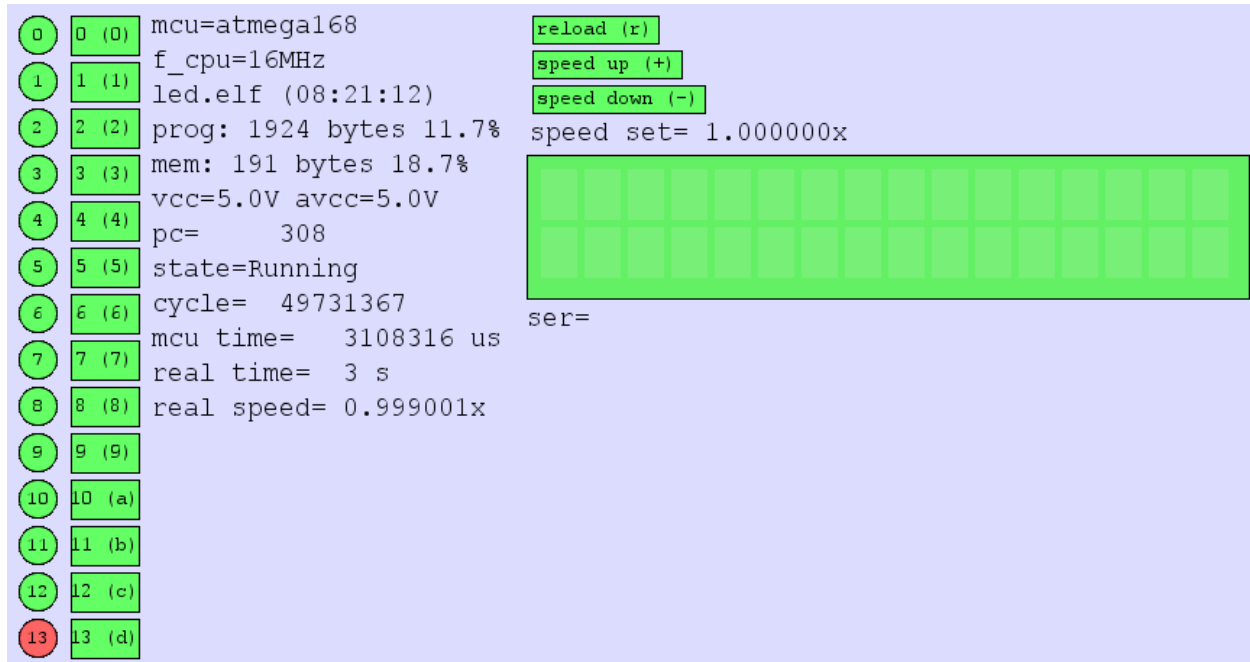 0
0 (0)
1
1 (1)
2
2 (2)
3
3 (3)
4
4 (4)
5
5 (5)
6
6 (6)
7
7 (7)
8
8 (8)
9
9 (9)
10
10 (a)
11
11 (b)
12
12 (c)
13
13 (d)
mcu=atmega168
f_cpu=16MHz
led.elf (08:21:12)
prog: 1924 bytes 11.7%
mem: 191 bytes 18.7%
vcc=5.0V avcc=5.0V
pc= 308
state=Running
cycle= 49731367
mcu time= 3108316 us
real time= 3 s
real speed= 0.999001x
reload (r)
speed up (+)
speed down (-)
speed set= 1.000000x
ser=